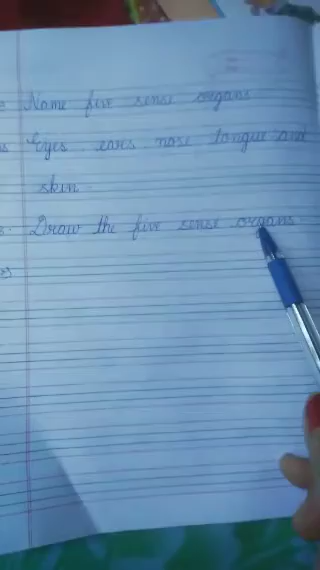 Name five sense organs
Eyes. ears. nose. tongue and
skin.
Draw the five sense organs.